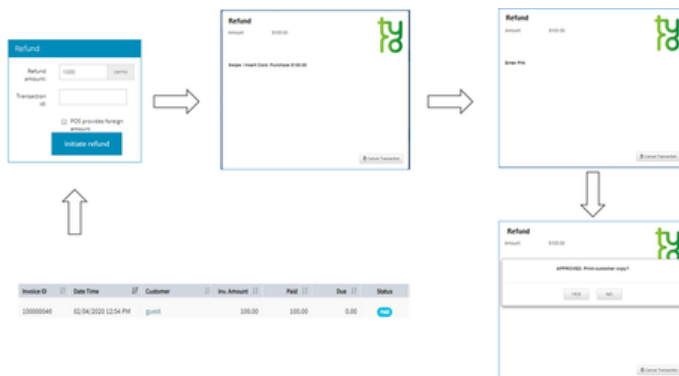 Refund
Refund amount: 1000 cents
Transaction id:
POS provides foreign amount
Initiate refund
Refund
Amount $100.00
Swipe / Insert Card. Purchase $100.00
Cancel Transaction
tyro
Refund
Amount $100.00
Enter PIN
Cancel Transaction
ty
ro
Refund
Amount $100.00
APPROVED. Print customer copy?
YES NO
Cancel Transaction
ty
Invoice ID Date Time Customer Inv. Amount Paid Due Status
100000046 02/04/2020 12:54 PM guest 100.00 100.00 0.00 PAID